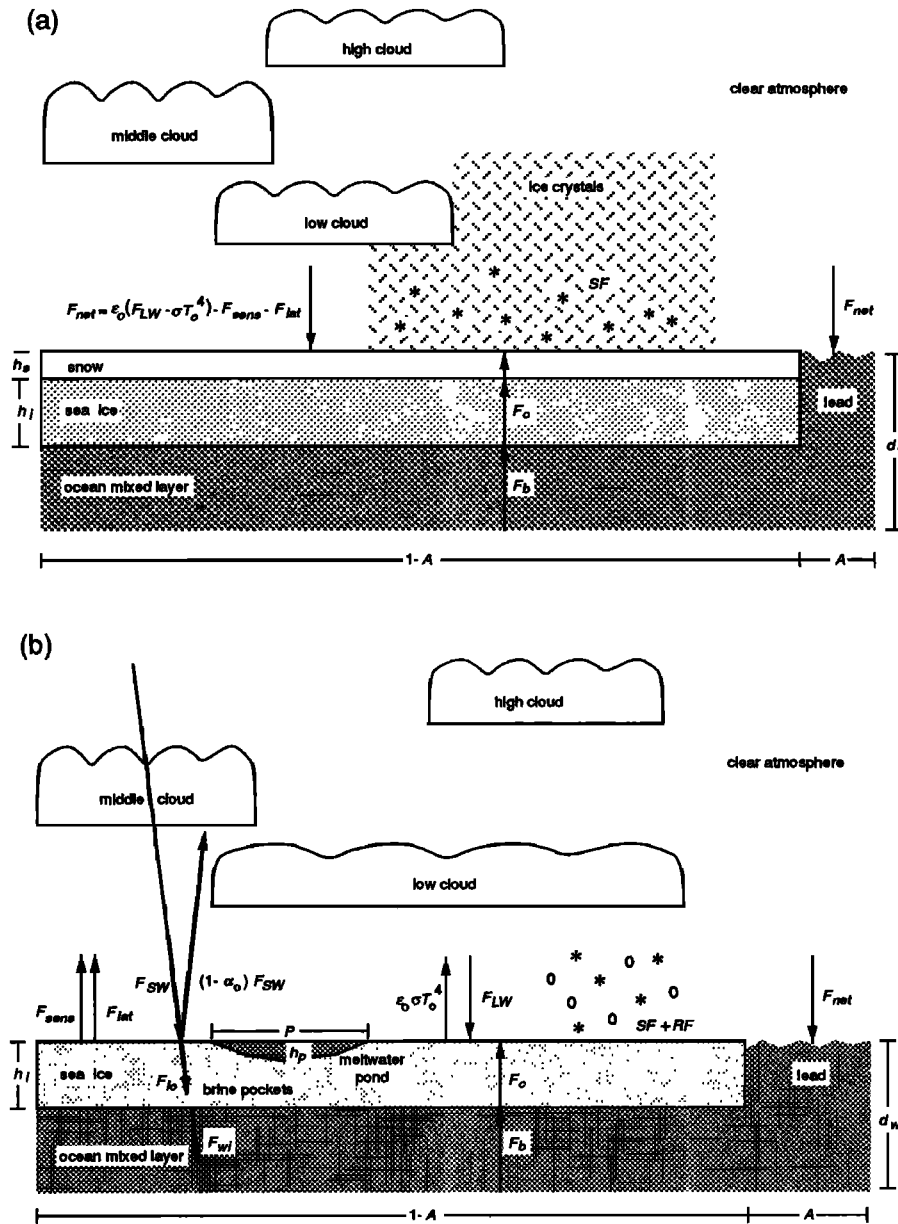 (a)
high cloud
clear atmosphere
middle cloud
ice crystals
low cloud
SF
F_net = ε_o(F_LW - σT_o^4) - F_sens - F_lat
F_net
h_s
snow
h_i
sea ice
F_c
lead
d
ocean mixed layer
F_b
1- A
A
(b)
high cloud
clear atmosphere
middle cloud
low cloud
F_SW
(1- α_o) F_SW
ε_o σT_o^4
F_LW
F_net
F_sens
F_lat
SF + RF
P
h_p
meltwater
pond
h_i
sea ice
F_Io
brine pockets
F_c
lead
d_w
F_wi
F_b
ocean mixed layer
1- A
A